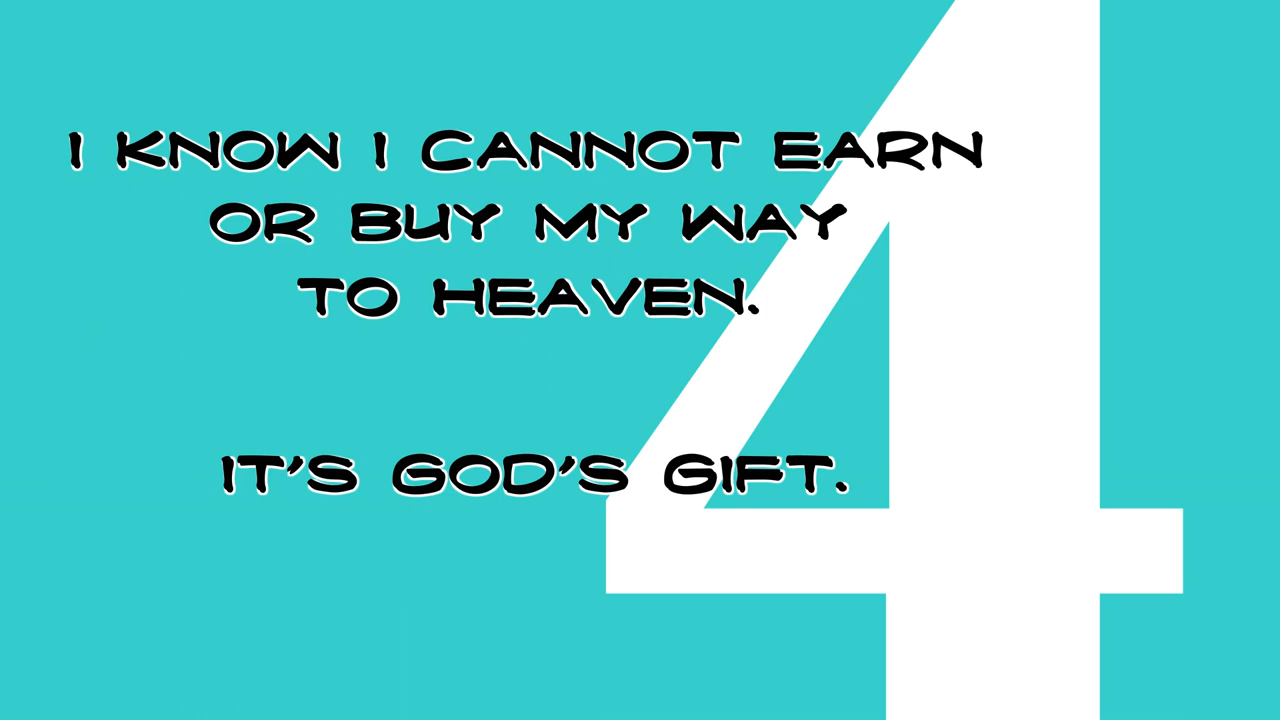 I KNOW I CANNOT EARN
OR BUY MY WAY
TO HEAVEN.
IT'S GOD'S GIFT.
4